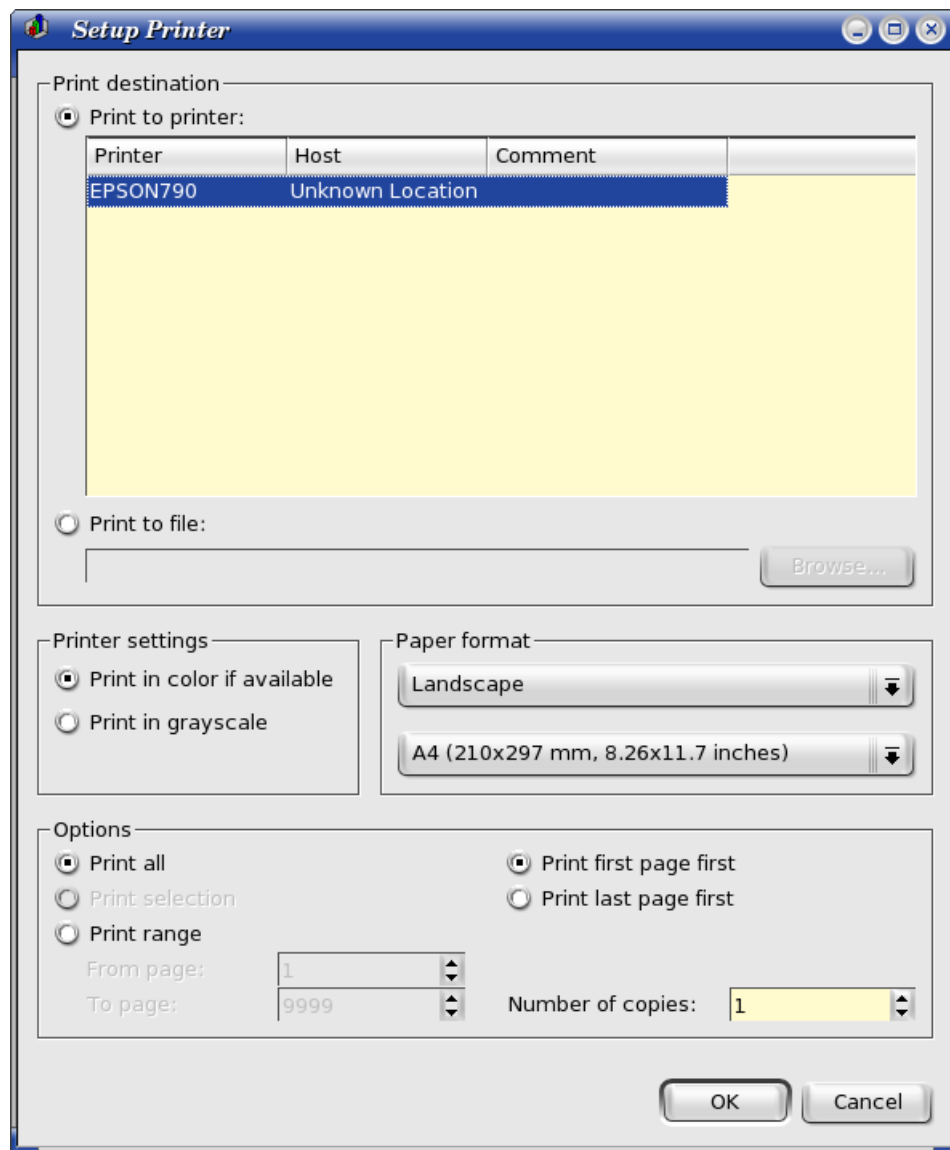 Setup Printer
Print destination
Print to printer:
Printer Host Comment
EPSON790 Unknown Location
Print to file:
Browse...
Printer settings
Print in color if available
Print in grayscale
Paper format
Landscape
A4 (210x297 mm, 8.26x11.7 inches)
Options
Print all
Print selection
Print range
From page: 1
To page: 9999
Print first page first
Print last page first
Number of copies: 1
OK Cancel